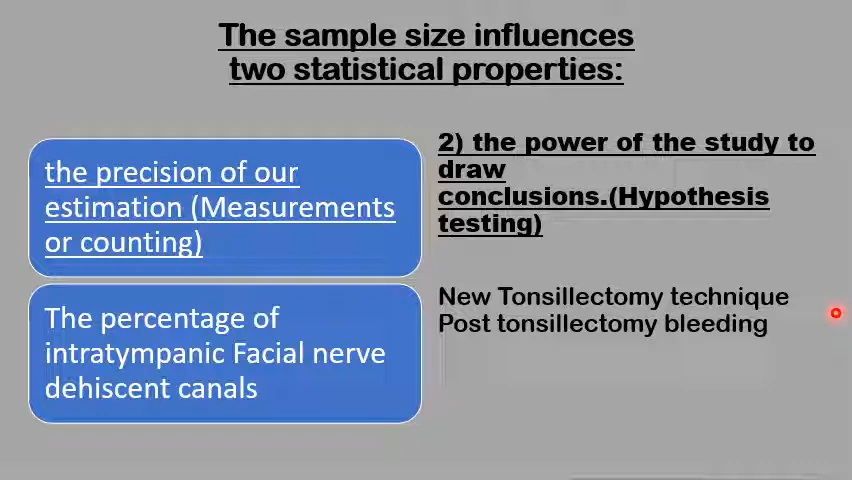 The sample size influences
two statistical properties:
the precision of our
estimation (Measurements
or counting)
The percentage of
intratympanic Facial nerve
dehiscent canals
2) the power of the study to
draw
conclusions.(Hypothesis
testing)
New Tonsillectomy technique
Post tonsillectomy bleeding